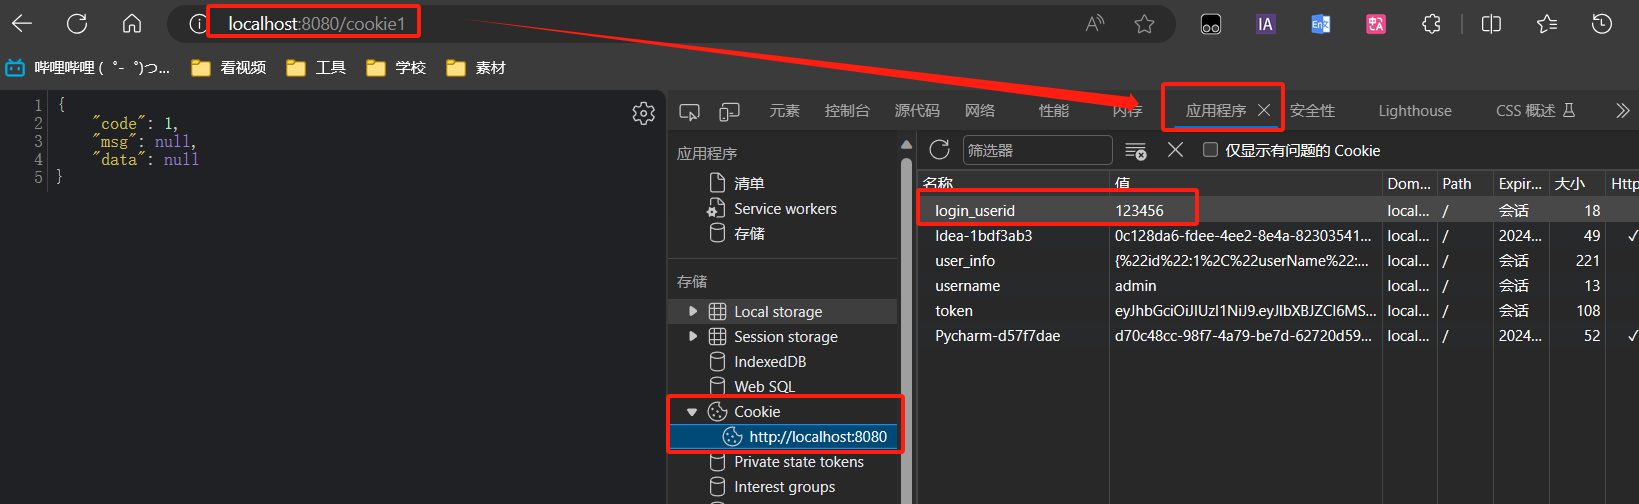 localhost:8080/cookie1
哔哩哔哩 (゜-゜)つ...
看视频
工具
学校
素材
1 {
2 "code": 1,
3 "msg": null,
4 "data": null
5 }
元素
控制台
源代码
网络
性能
内存
应用程序
安全性
Lighthouse
CSS 概述
应用程序
清单
Service workers
存储
存储
Local storage
Session storage
IndexedDB
Web SQL
Cookie
http://localhost:8080
Private state tokens
Interest groups
筛选器
仅显示有问题的 Cookie
名称 值 Dom... Path Expir... 大小 Http
login_userid 123456 local... / 会话 18
Idea-1bdf3ab3 0c128da6-fdee-4ee2-8e4a-82303541... local... / 2024... 49 ✓
user_info {%22id%22:1%2C%22userName%22:... local... / 会话 221
username admin local... / 会话 13
token local... / 会话 108
Pycharm-d57f7dae d70c48cc-98f7-4a79-be7d-62720d59... local... / 2024... 52 ✓